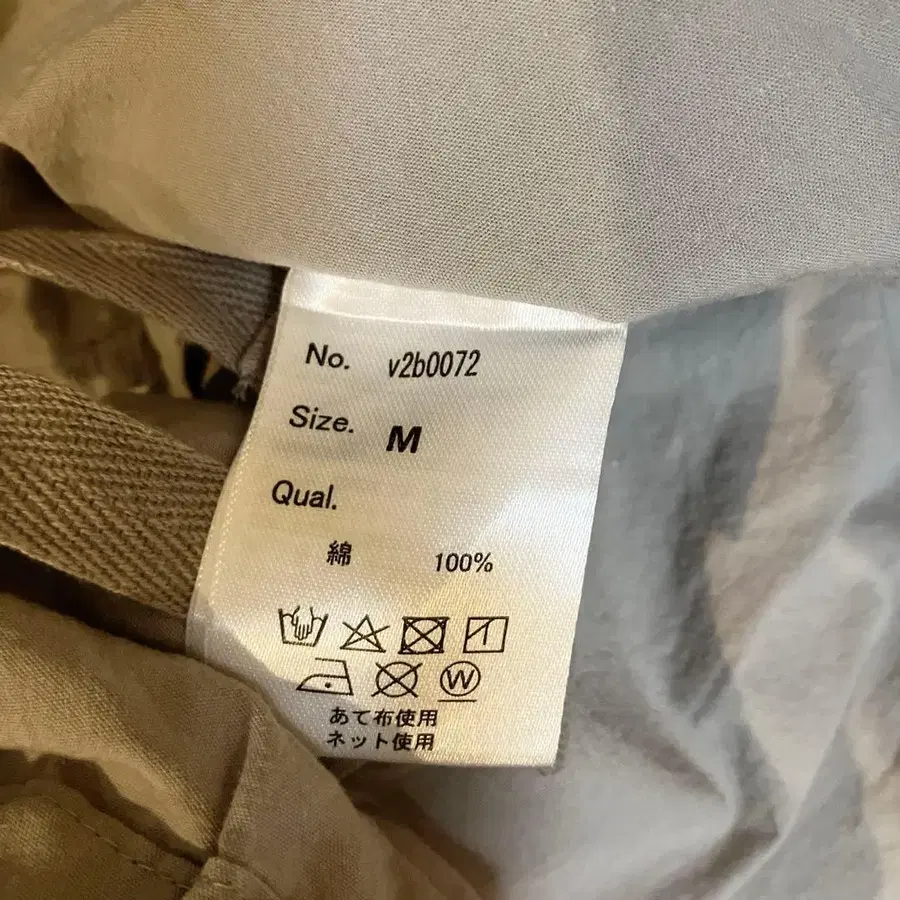 No. v2b0072
Size. M
Qual.
綿 100%
W
あて布使用
ネット使用